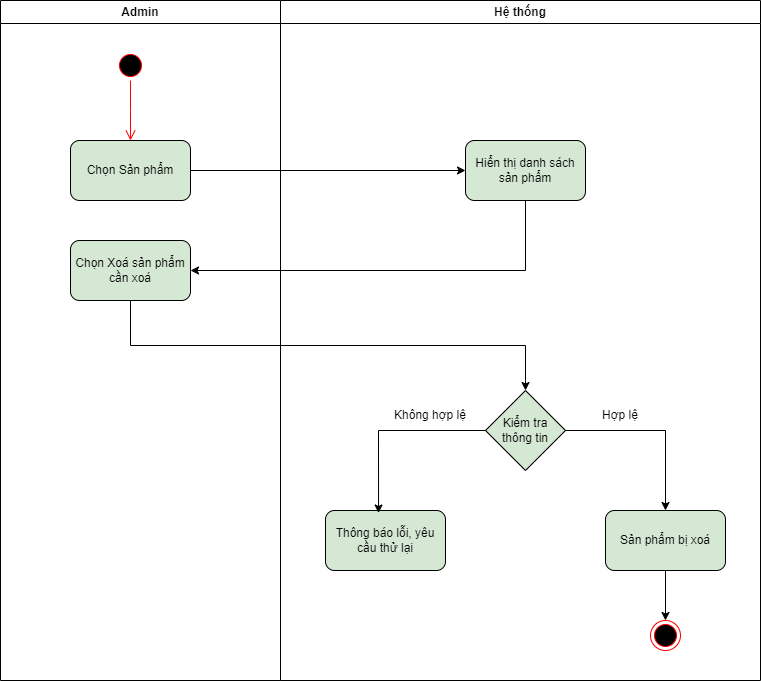 Admin
Hệ thống
Chọn Sản phẩm
Hiển thị danh sách
sản phẩm
Chọn Xoá sản phẩm
cần xoá
Kiểm tra
thông tin
Không hợp lệ
Hợp lệ
Thông báo lỗi, yêu
cầu thử lại
Sản phẩm bị xoá